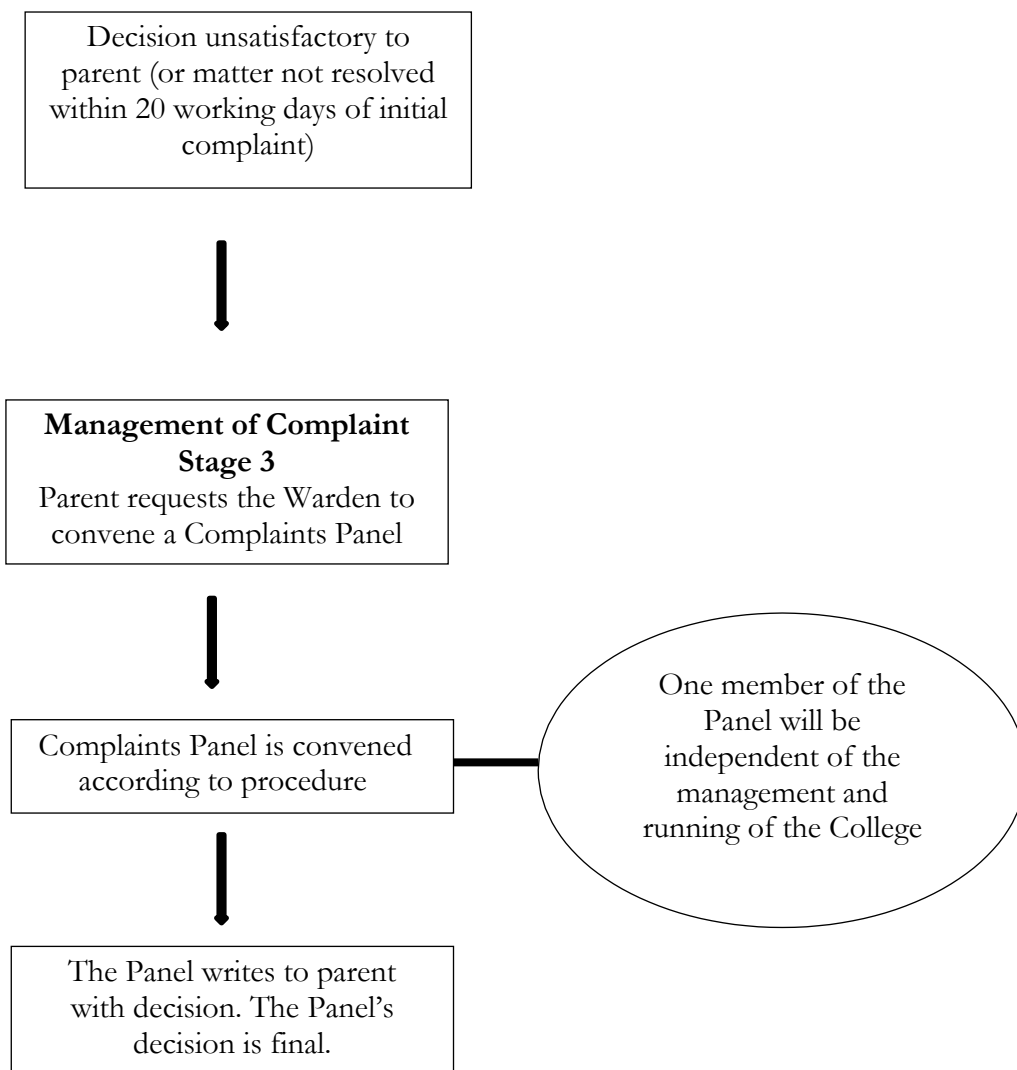 Decision unsatisfactory to
parent (or matter not resolved
within 20 working days of initial
complaint)
Management of Complaint
Stage 3
Parent requests the Warden to
convene a Complaints Panel
Complaints Panel is convened
according to procedure
One member of the
Panel will be
independent of the
management and
running of the College
The Panel writes to parent
with decision. The Panel’s
decision is final.